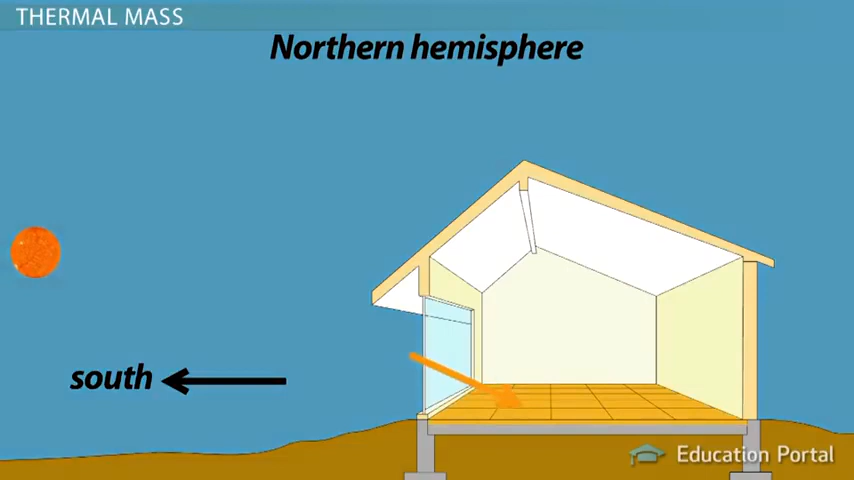 THERMAL MASS
Northern hemisphere
south
Education Portal